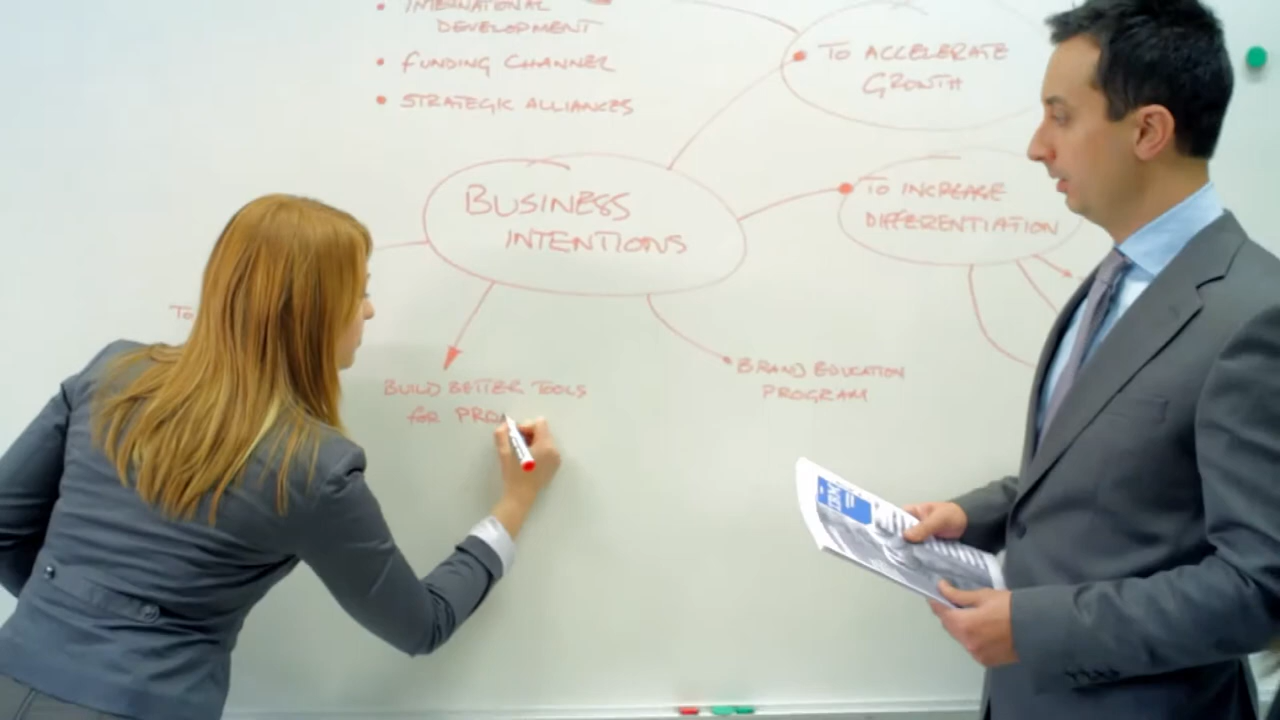 INTERNATIONAL
DEVELOPMENT
FUNDING CHANNEL
STRATEGIC ALLIANCES
TO ACCELERATE
GROWTH
BUSINESS
INTENTIONS
TO INCREASE
DIFFERENTIATION
To
BUILD BETTER TOOLS
for PRO
BRAND EDUCATION
PROGRAM